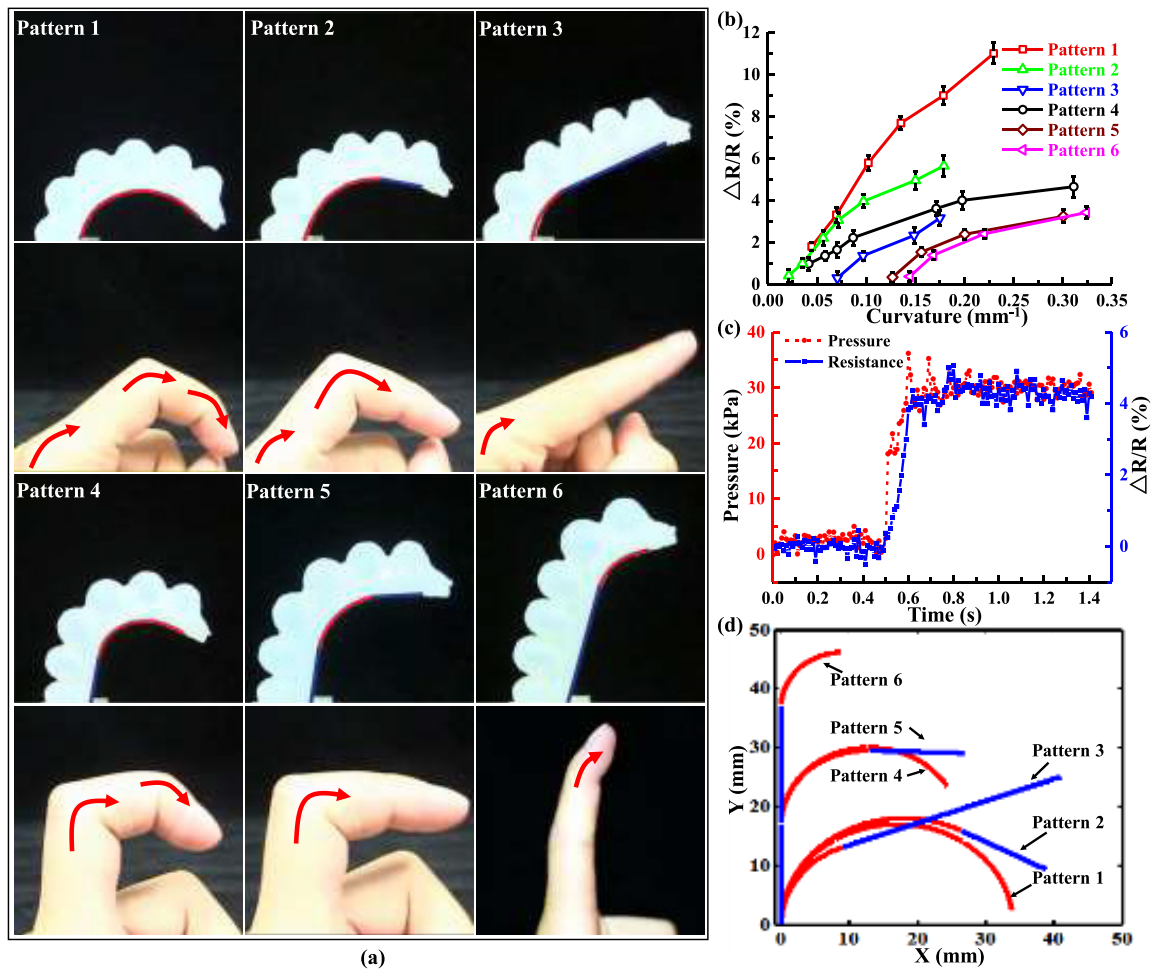 Pattern 1
Pattern 2
Pattern 3
Pattern 4
Pattern 5
Pattern 6
(a)
(b)
12
10
8
6
4
2
0
△R/R (%)
0.00
0.05
0.10
0.15
0.20
0.25
0.30
0.35
Curvature (mm⁻¹)
Pattern 1
Pattern 2
Pattern 3
Pattern 4
Pattern 5
Pattern 6
(c)
40
35
30
25
20
15
10
5
0
Pressure (kPa)
Pressure
Resistance
6
4
2
0
△R/R (%)
0.0
0.2
0.4
0.6
0.8
1.0
1.2
1.4
Time (s)
(d)
50
40
30
20
10
0
Y (mm)
Pattern 6
Pattern 5
Pattern 4
Pattern 3
Pattern 2
Pattern 1
0
10
20
30
40
50
X (mm)